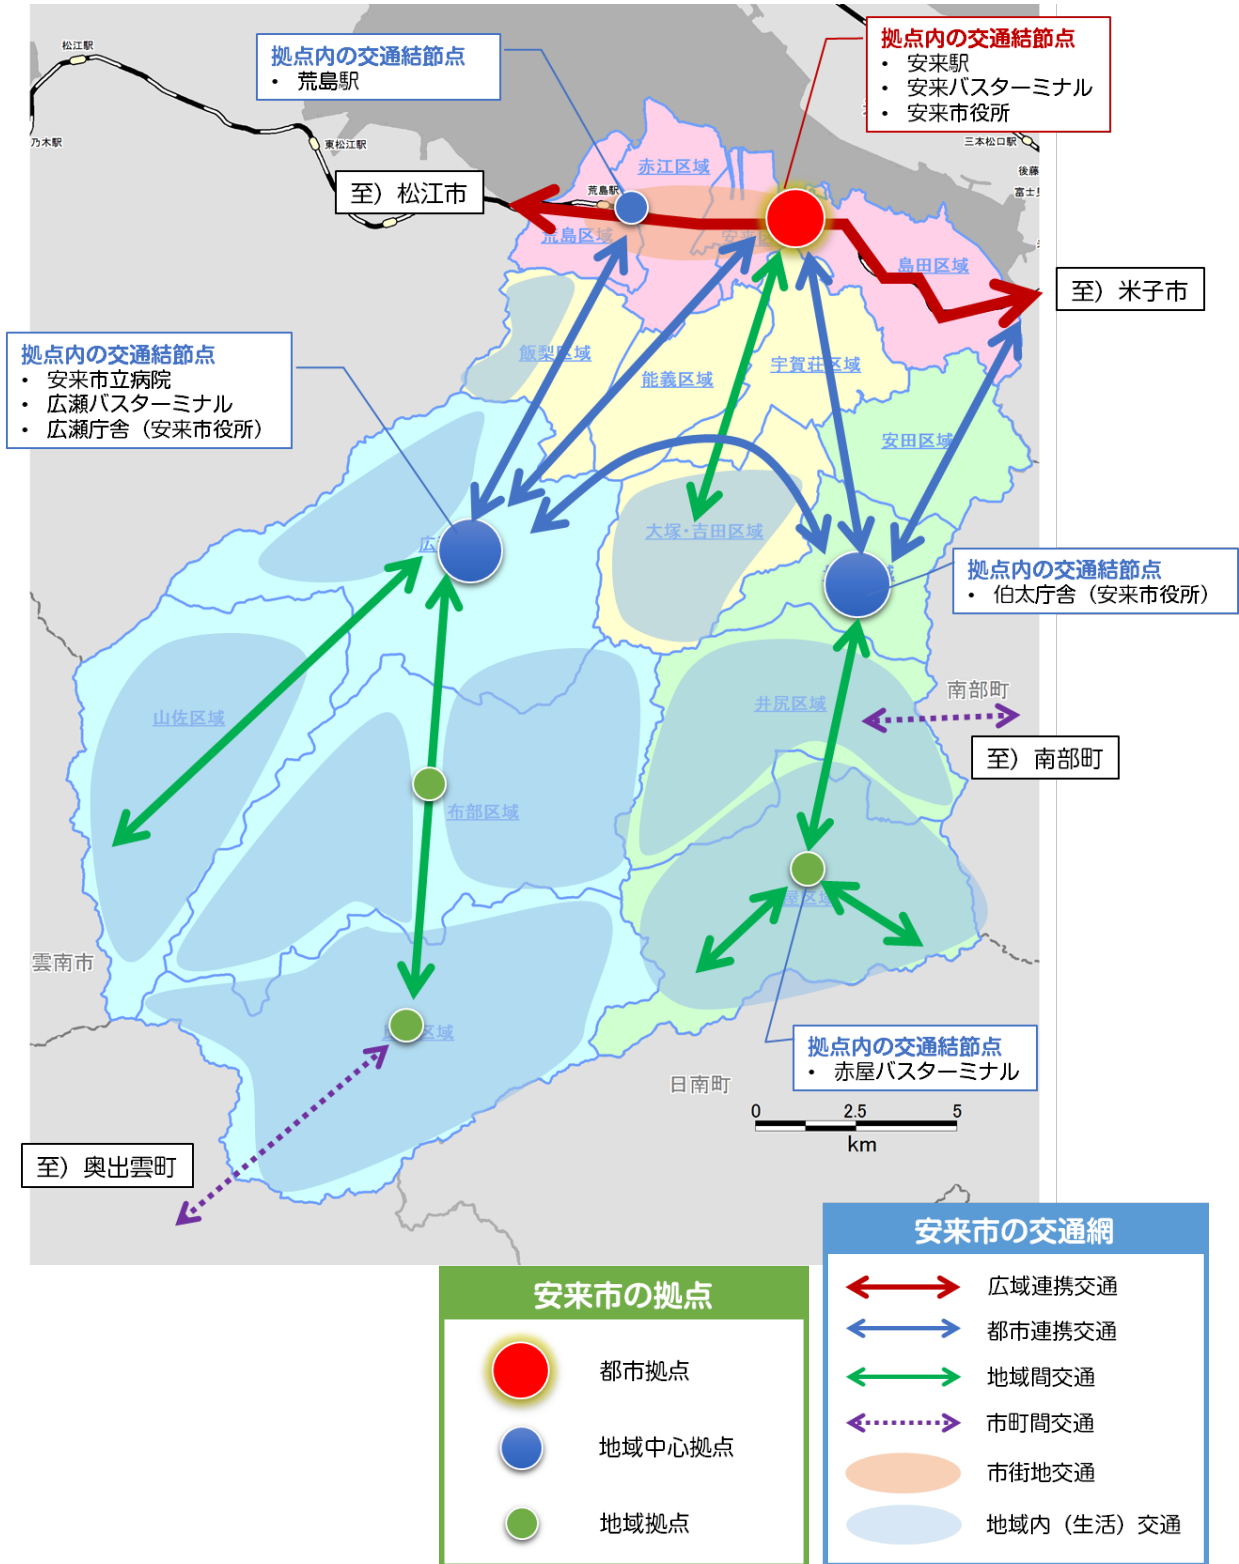 松江駅
乃木駅
東松江駅
拠点内の交通結節点
• 荒島駅
拠点内の交通結節点
• 安来駅
• 安来バスターミナル
• 安来市役所
三本松口駅
後藤
富士見
至）松江市
荒島駅
赤江区域
荒島区域
島田区域
至）米子市
拠点内の交通結節点
• 安来市立病院
• 広瀬バスターミナル
• 広瀬庁舎（安来市役所）
飯梨区域
能義区域
宇賀荘区域
安田区域
大塚・吉田区域
拠点内の交通結節点
• 伯太庁舎（安来市役所）
山佐区域
井尻区域
南部町
至）南部町
布部区域
雲南市
拠点内の交通結節点
• 赤屋バスターミナル
日南町
0 2.5 5
km
至）奥出雲町
安来市の拠点
都市拠点
地域中心拠点
地域拠点
安来市の交通網
広域連携交通
都市連携交通
地域間交通
市町間交通
市街地交通
地域内（生活）交通